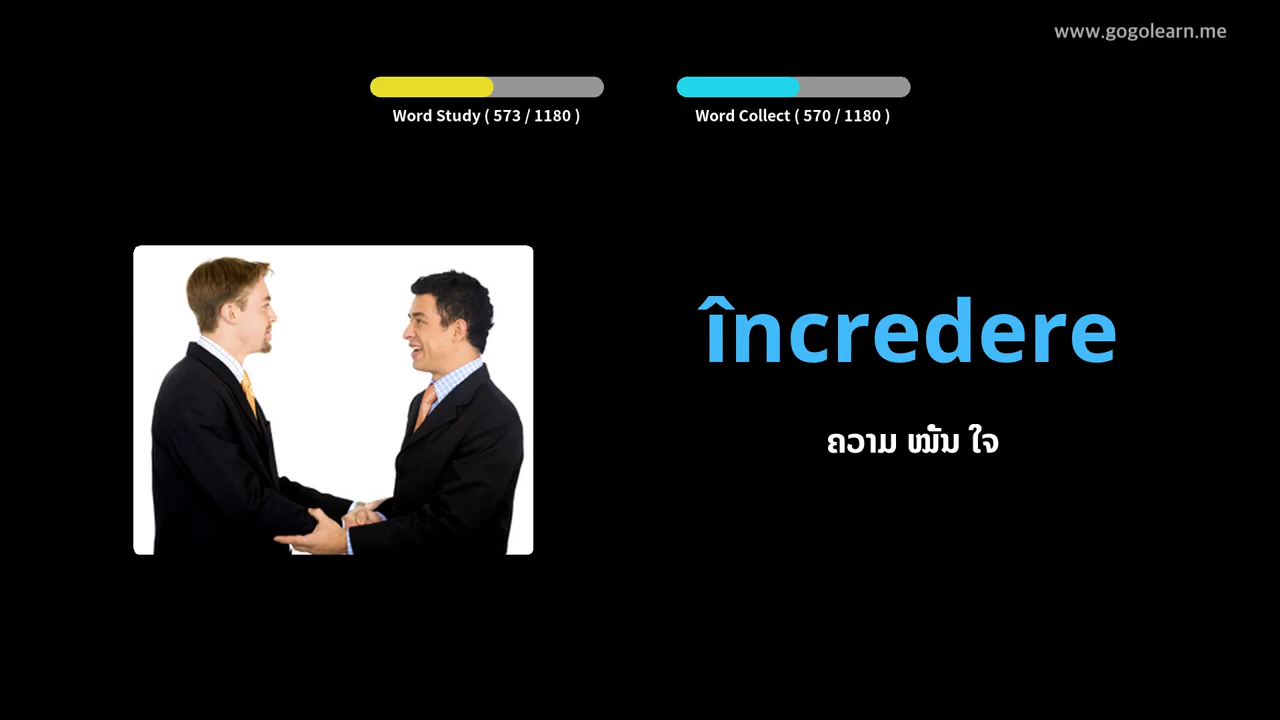 www.gogolearn.me
Word Study ( 573 / 1180 )
Word Collect ( 570 / 1180 )
încredere
ຄວາມ ໝັ້ນ ໃຈ